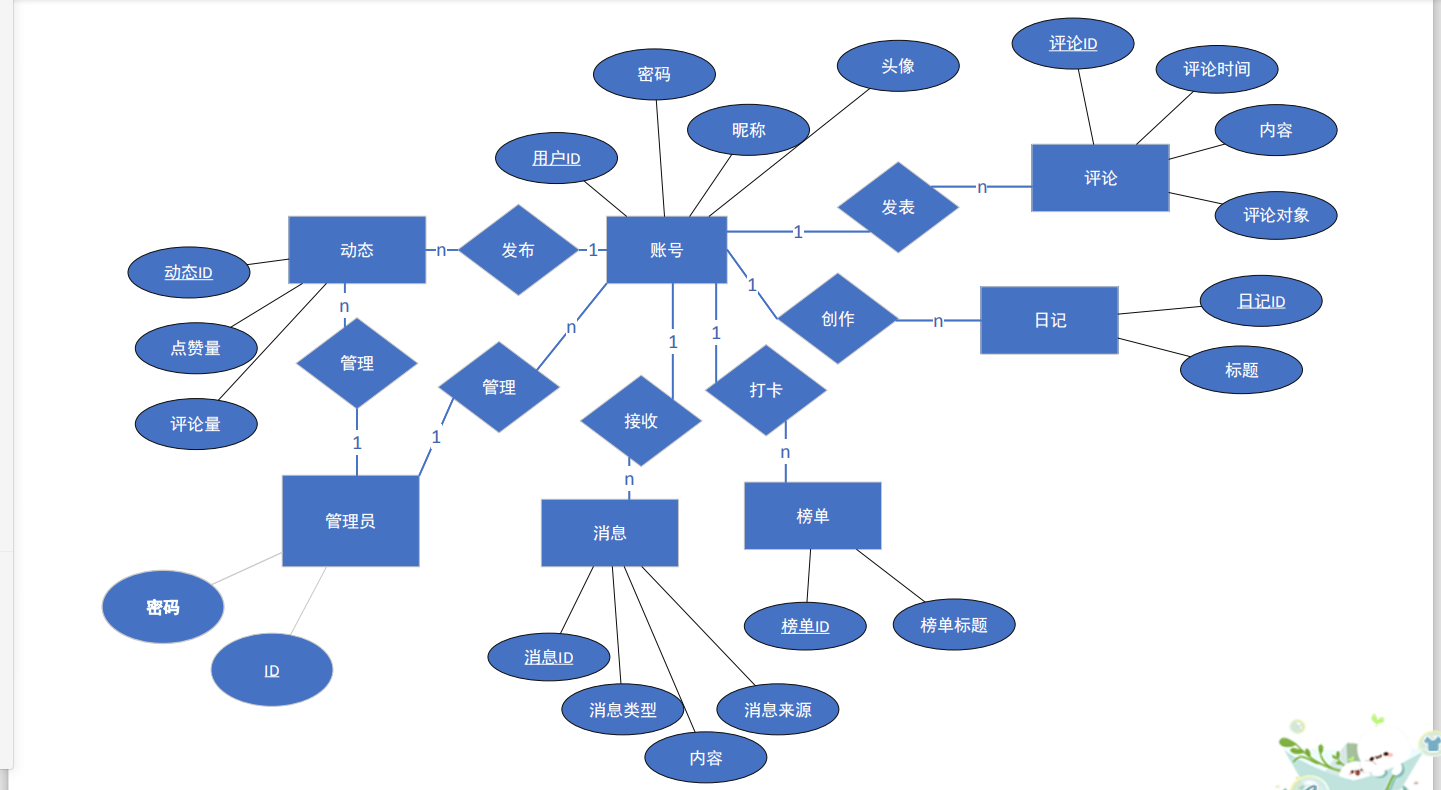 评论ID
头像
评论时间
密码
昵称
内容
用户ID
评论
n
发表
评论对象
1
动态
n
发布
1
账号
动态ID
1
日记ID
n
创作
n
日记
n
1
1
点赞量
管理
标题
管理
打卡
评论量
接收
1
1
n
n
管理员
消息
榜单
密码
榜单ID
榜单标题
消息ID
ID
消息类型
消息来源
内容